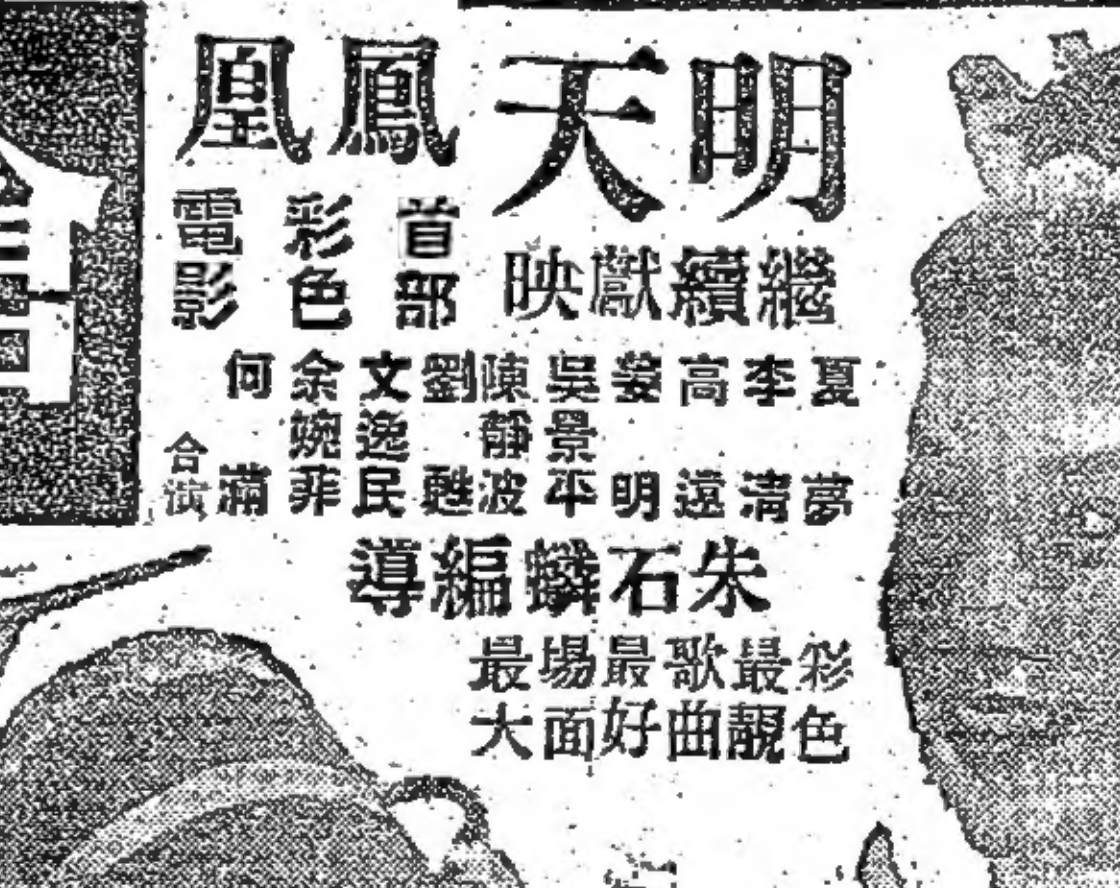 明天
繼續獻映
鳳凰
首部
彩色
電影
夏夢
李清
高遠
姜明
吳景平
陳靜波
劉甦
文逸民
余婉菲
何滿
合演
朱石麟編導
彩色最靚
歌曲最好
場面最大